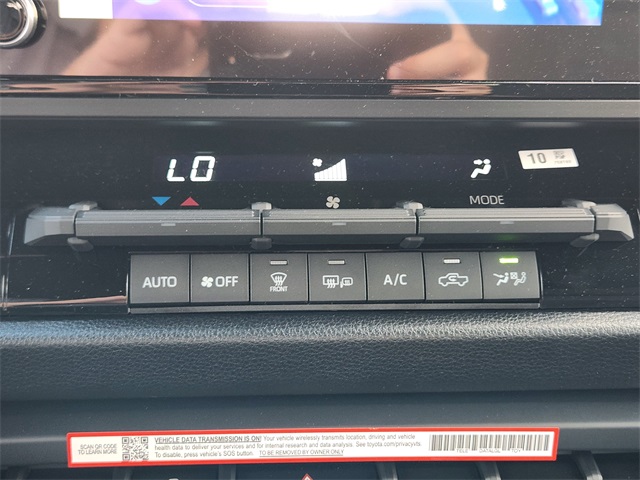 LO
10
MODE
AUTO
OFF
FRONT
A/C
SCAN QR CODE
TO LEARN MORE
VEHICLE DATA TRANSMISSION IS ON! Your vehicle wirelessly transmits location, driving and vehicle
health data to deliver your services and for internal research and data analysis. See toyota.com/privacyvts.
To disable, press vehicle's SOS button. TO BE REMOVED BY OWNER ONLY